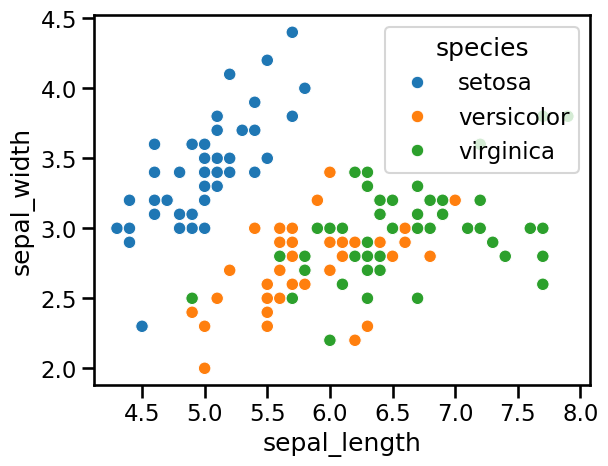 4.5
4.0
3.5
3.0
2.5
2.0
sepal_width
species
setosa
versicolor
virginica
4.5 5.0 5.5 6.0 6.5 7.0 7.5 8.0
sepal_length